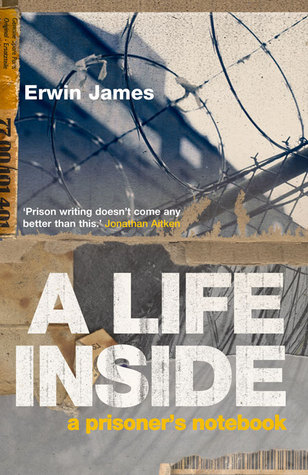 Erwin James
'Prison writing doesn't come any
better than this.' Jonathan Aitken
A LIFE
INSIDE
a prisoner's notebook